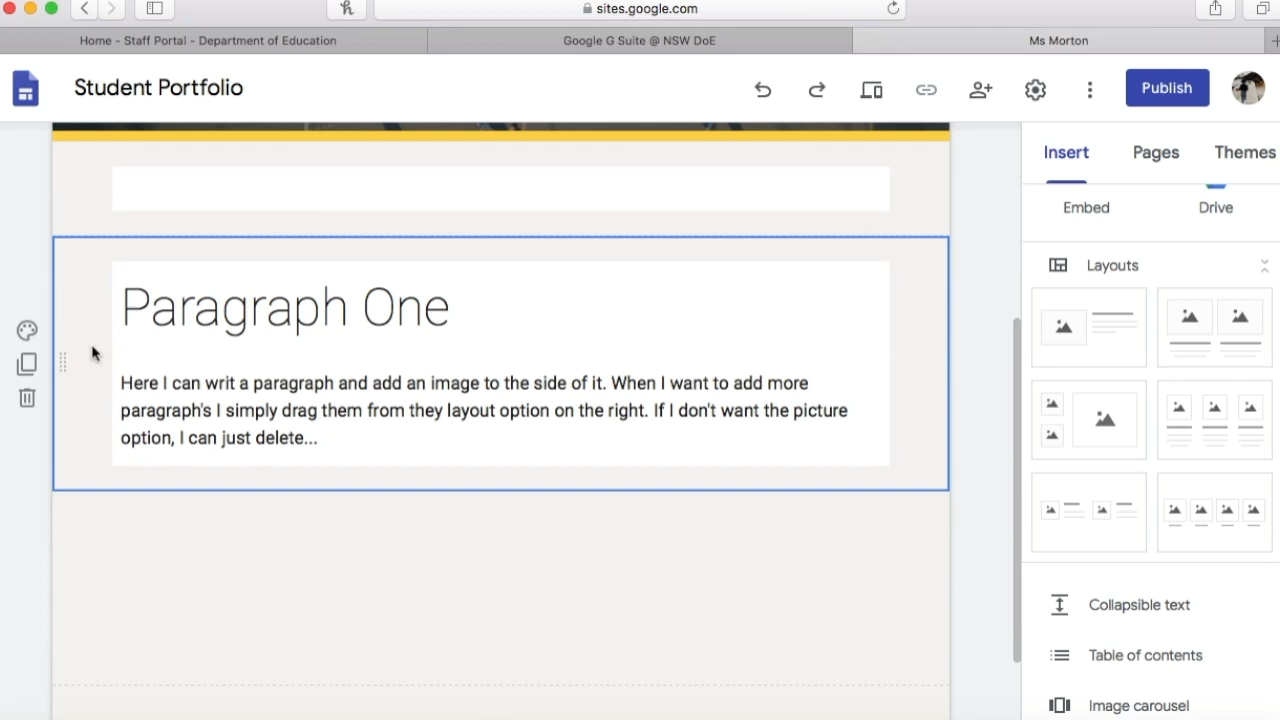 sites.google.com
Home - Staff Portal - Department of Education
Google G Suite @ NSW DoE
Ms Morton
Student Portfolio
Publish
Insert
Pages
Themes
Embed
Drive
Layouts
Paragraph One
Here I can writ a paragraph and add an image to the side of it. When I want to add more
paragraph's I simply drag them from they layout option on the right. If I don't want the picture
option, I can just delete...
Collapsible text
Table of contents
Image carousel